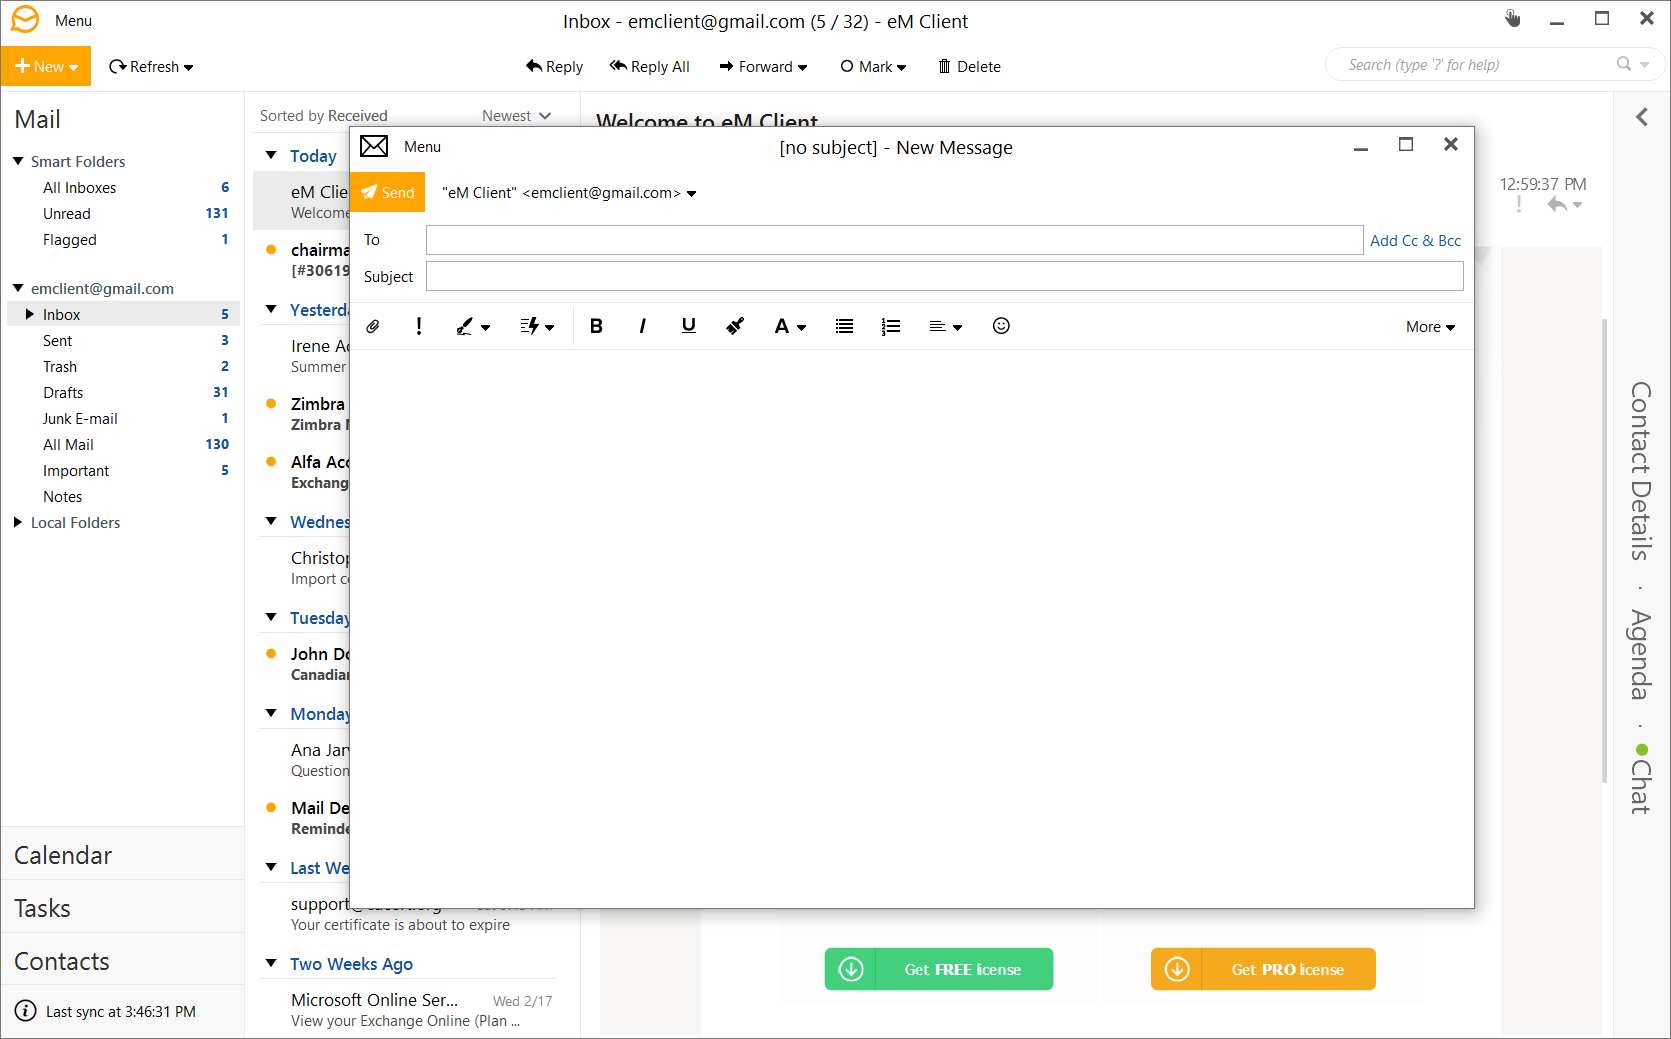 Menu
Inbox - emclient@gmail.com (5 / 32) - eM Client
New
Refresh
Reply
Reply All
Forward
Mark
Delete
Search (type '?' for help)
Mail
Smart Folders
All Inboxes 6
Unread 131
Flagged 1
emclient@gmail.com
Inbox 5
Sent 3
Trash 2
Drafts 31
Junk E-mail 1
All Mail 130
Important 5
Notes
Local Folders
Calendar
Tasks
Contacts
Last sync at 3:46:31 PM
Sorted by Received Newest
Today
eM Clie
Welcome
chairma
[#30619
Yesterda
Irene Ac
Summer
Zimbra
Zimbra
Alfa Acc
Exchang
Wednes
Christop
Import c
Tuesday
John Do
Canadian
Monday
Ana Jarv
Question
Mail De
Reminde
Last We
Your certificate is about to expire
Two Weeks Ago
Microsoft Online Ser... Wed 2/17
View your Exchange Online (Plan ...
Welcome to eM Client
12:59:37 PM
Menu
[no subject] - New Message
Send
"eM Client" <emclient@gmail.com>
To
Add Cc & Bcc
Subject
B I U A
More
Get FREE license
Get PRO license
Contact Details · Agenda · Chat